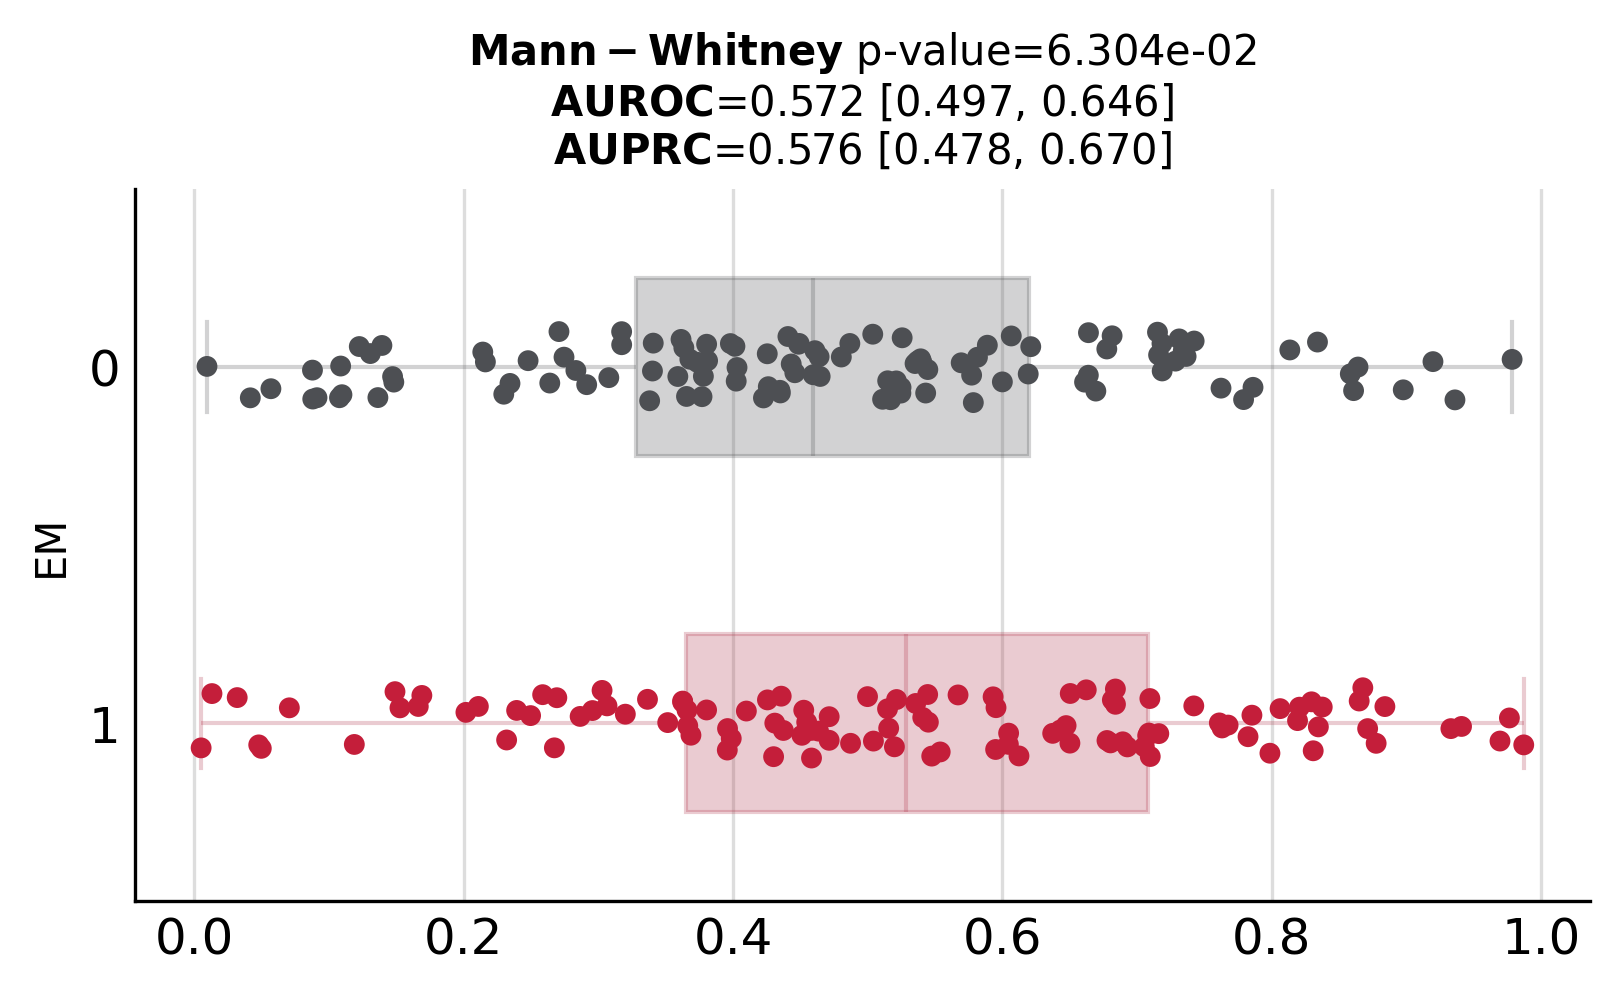 Mann − Whitney p-value=6.304e-02
AUROC=0.572 [0.497, 0.646]
AUPRC=0.576 [0.478, 0.670]
0
EM
1
0.0 0.2 0.4 0.6 0.8 1.0